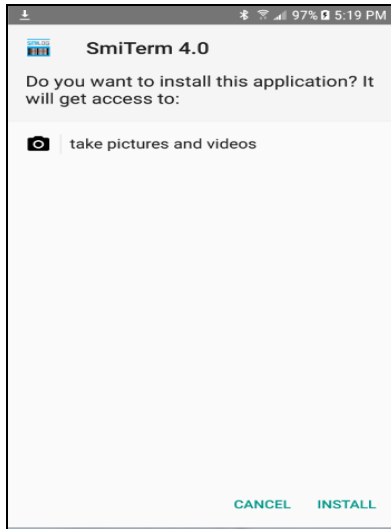 97% 5:19 PM
SmiTerm 4.0
Do you want to install this application? It
will get access to:
take pictures and videos
CANCEL INSTALL